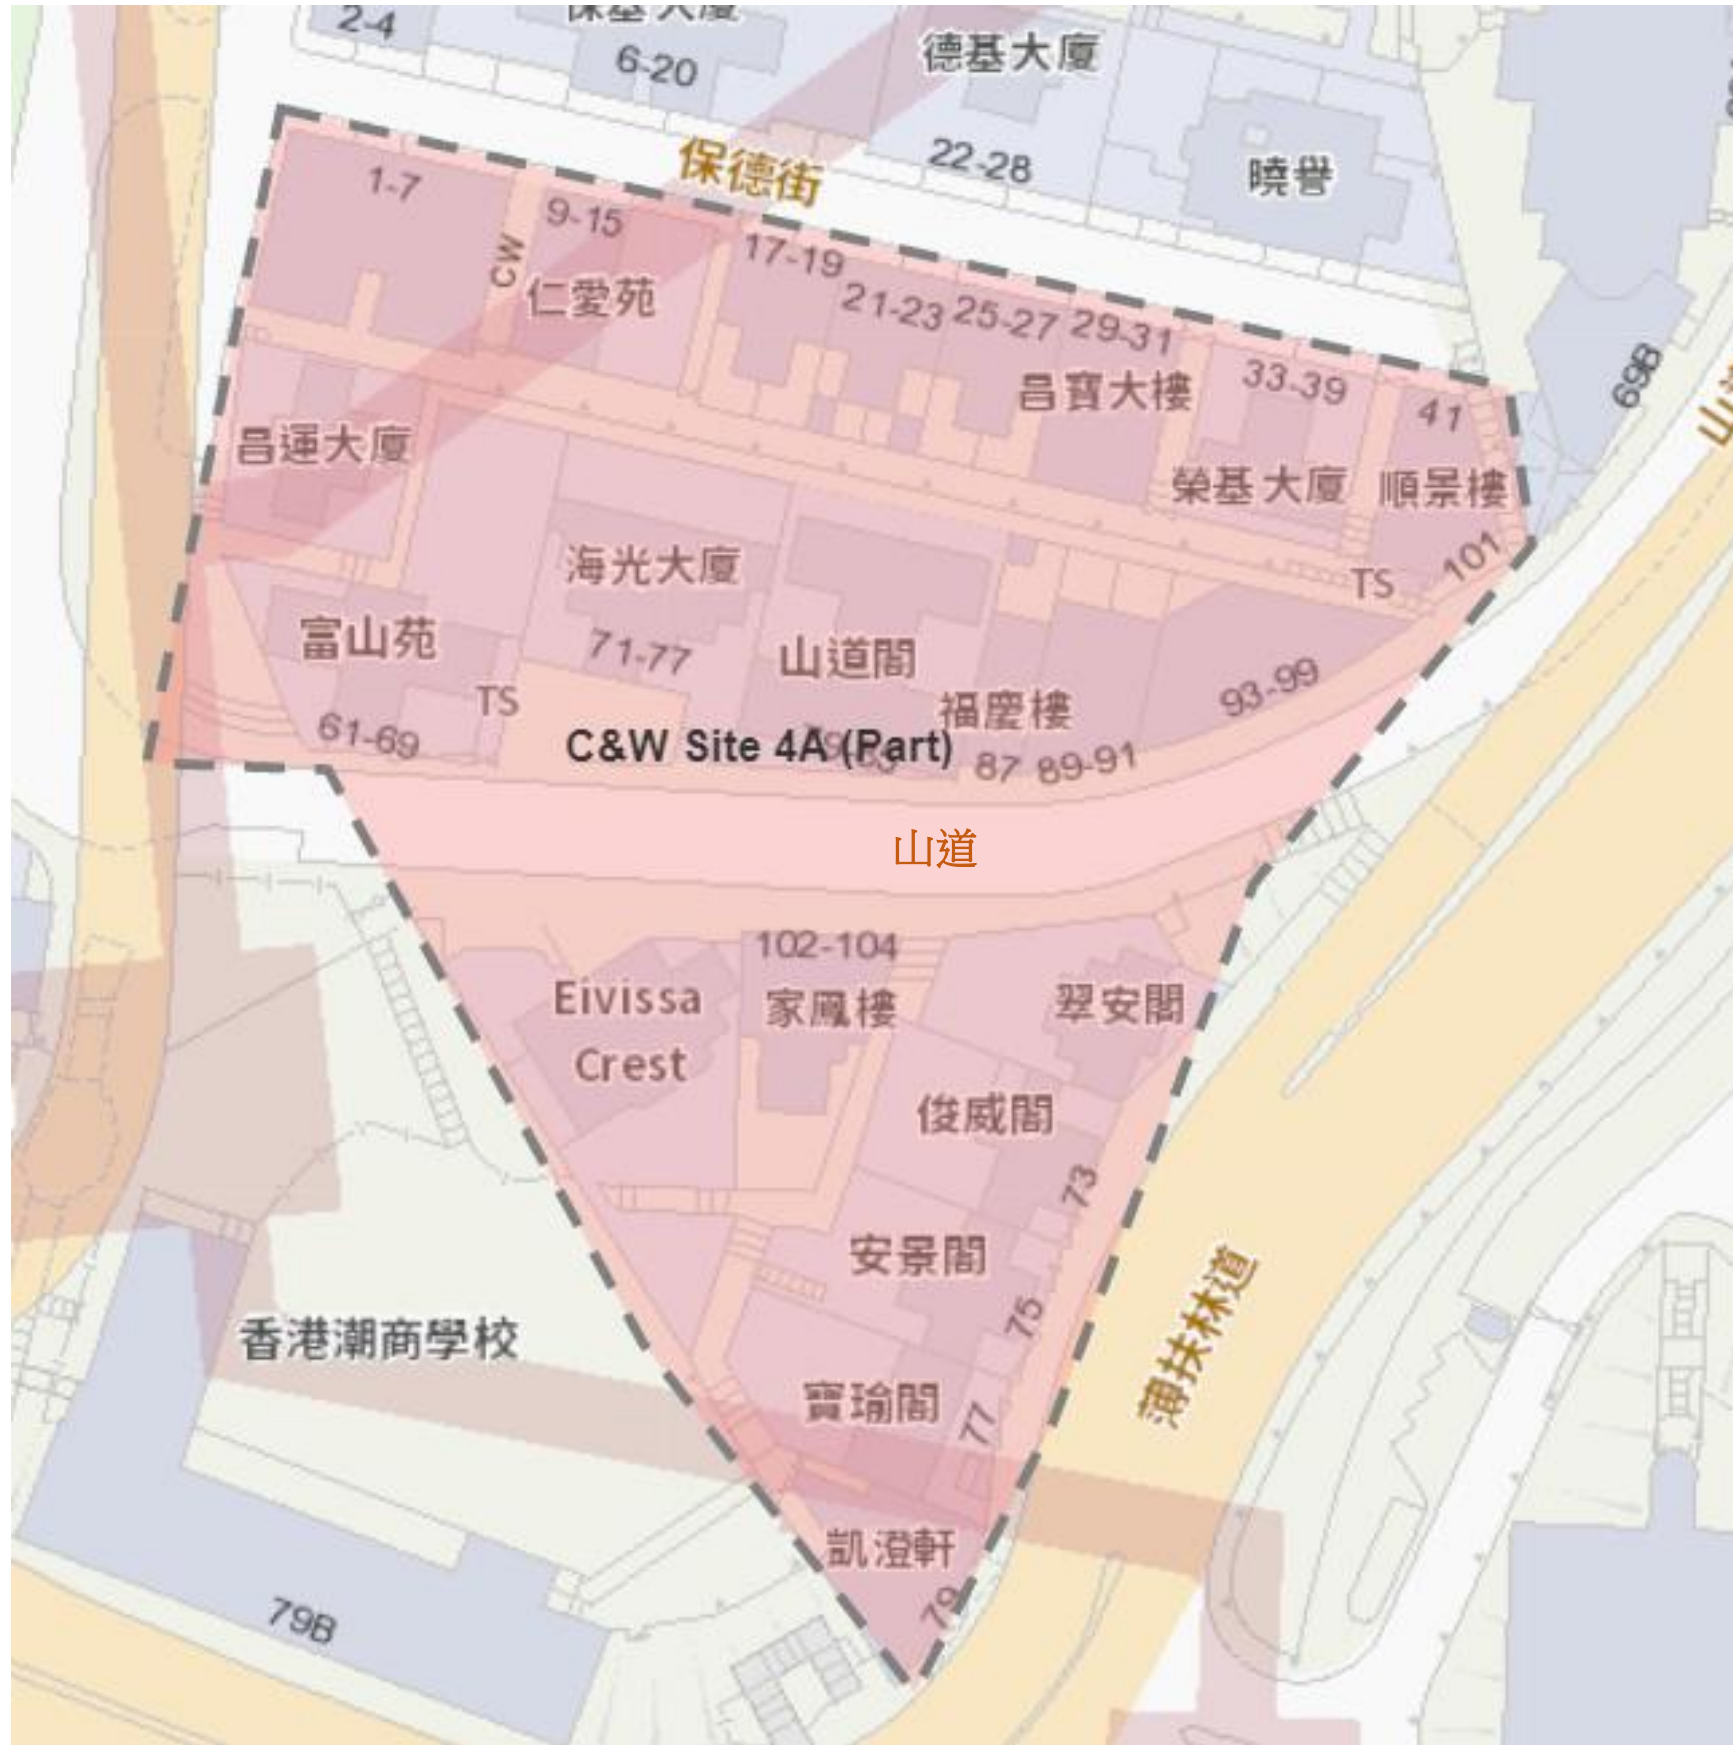 2-4
6-20
德基大廈
22-28
曉譽
保德街
1-7
CW
9-15
仁愛苑
17-19
21-23
25-27
29-31
昌寶大樓
33-39
榮基大廈
41
順景樓
69B
101
TS
昌運大廈
海光大廈
71-77
富山苑
TS
61-69
山道閣
福慶樓
C&W Site 4A (Part)
87
89-91
93-99
山道
Eivissa
Crest
102-104
家鳳樓
翠安閣
俊威閣
73
安景閣
75
寶瑜閣
77
凱澄軒
79
薄扶林道
香港潮商學校
79B